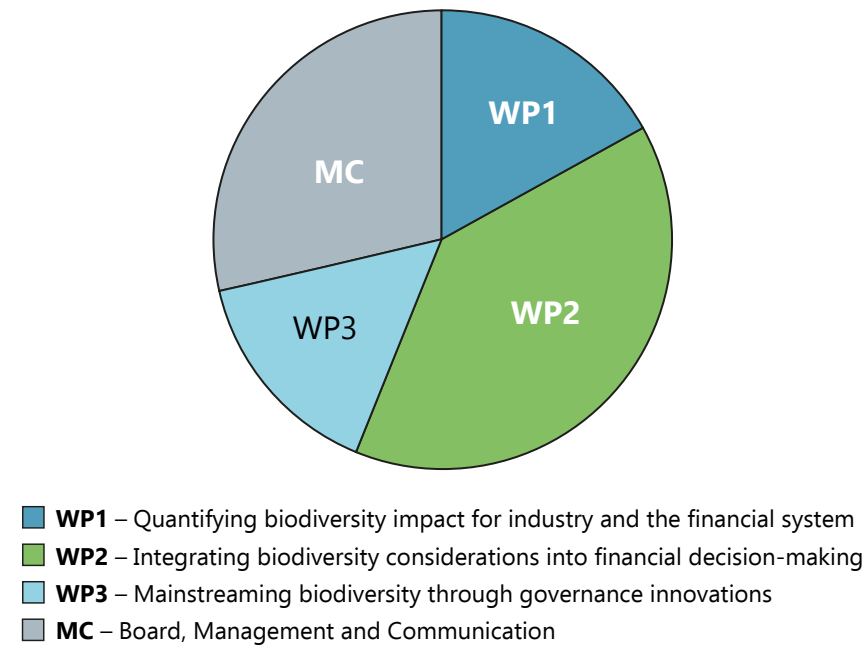 WP1
MC
WP2
WP3
WP1 – Quantifying biodiversity impact for industry and the financial system
WP2 – Integrating biodiversity considerations into financial decision-making
WP3 – Mainstreaming biodiversity through governance innovations
MC – Board, Management and Communication